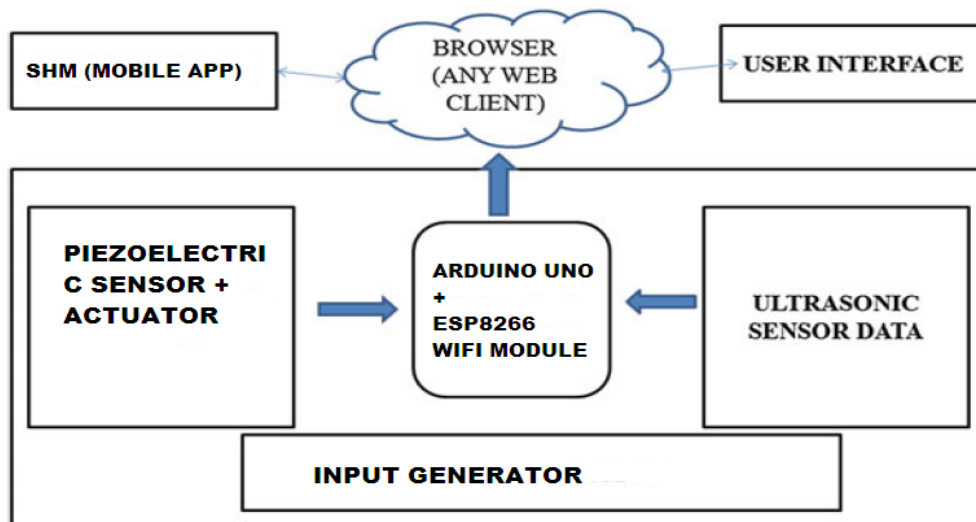 SHM (MOBILE APP)
BROWSER
(ANY WEB
CLIENT)
USER INTERFACE
PIEZOELECTRI
C SENSOR +
ACTUATOR
ARDUINO UNO
+
ESP8266
WIFI MODULE
ULTRASONIC
SENSOR DATA
INPUT GENERATOR